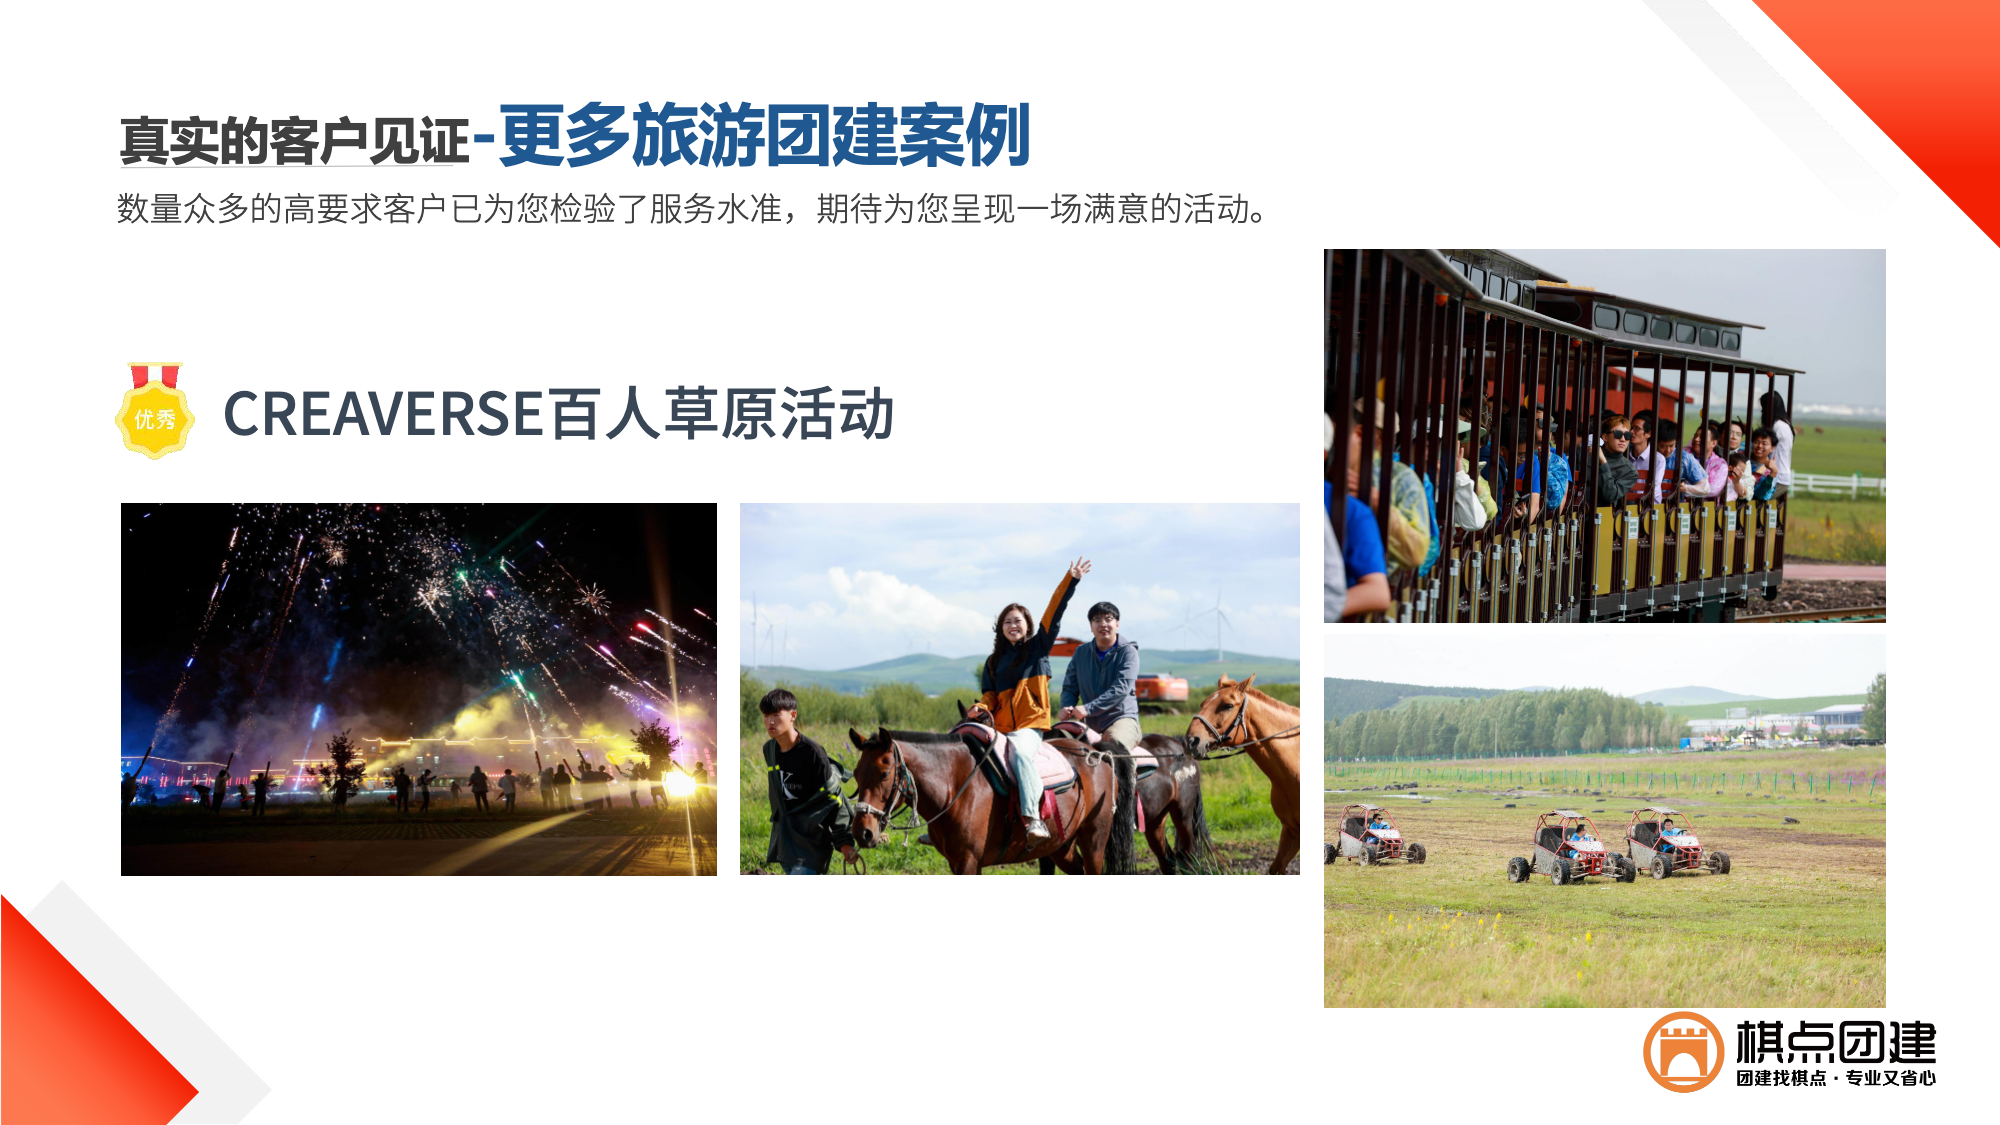 真实的客户见证-更多旅游团建案例
数量众多的高要求客户已为您检验了服务水准，期待为您呈现一场满意的活动。
优秀
CREAVERSE百人草原活动
棋点团建
团建找棋点·专业又省心